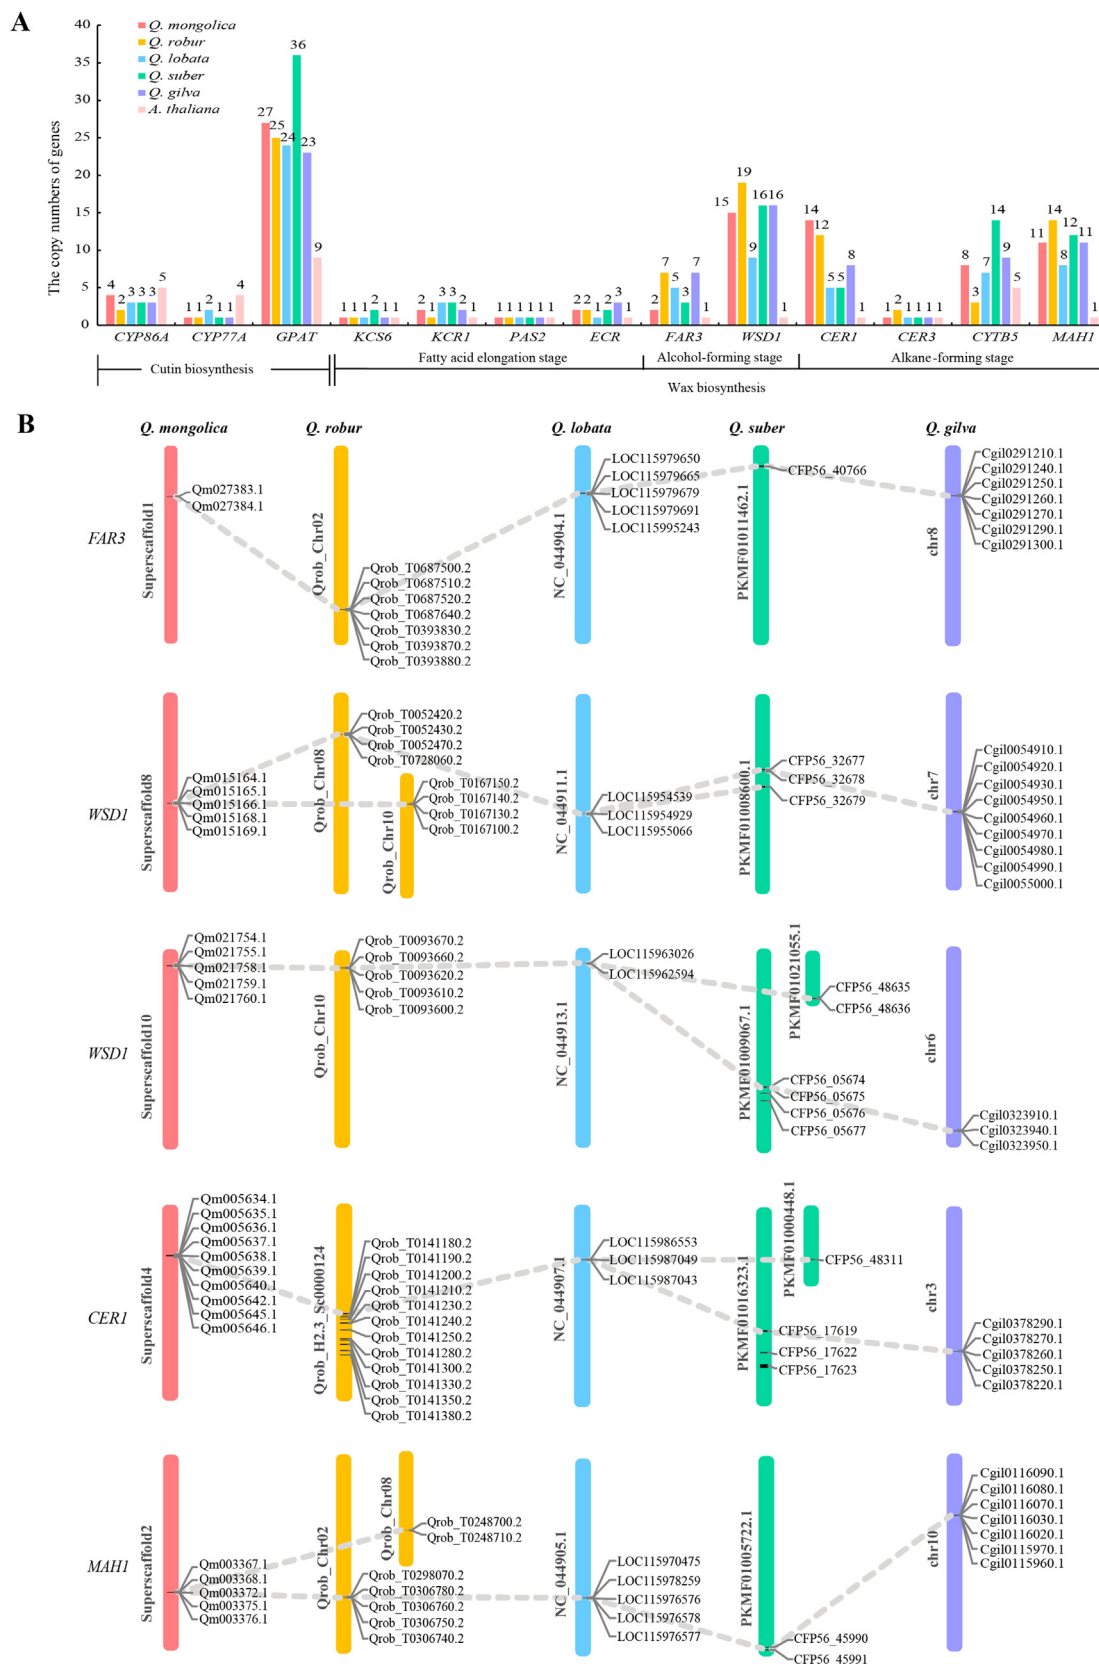 A
Q. mongolica
Q. robur
Q. lobata
Q. suber
Q. gilva
A. thaliana
The copy numbers of genes
40
35
30
25
20
15
10
5
0
4 2 3 3 3 5
1 1 2 1 1 4
27 25 24 36 23 9
1 1 1 2 1 1
2 1 3 3 2 1
1 1 1 1 1 1
2 2 1 2 3 1
2 7 5 3 7 1
15 19 9 16 16 1
14 12 5 5 8 1
1 2 1 1 1 1
8 3 7 14 9 5
11 14 8 12 11 1
CYP86A CYP77A GPAT KCS6 KCR1 PAS2 ECR FAR3 WSD1 CER1 CER3 CYTB5 MAH1
Cutin biosynthesis
Fatty acid elongation stage
Alcohol-forming stage
Alkane-forming stage
Wax biosynthesis
B
Q. mongolica Q. robur Q. lobata Q. suber Q. gilva
FAR3
Superscaffold1
Qm027383.1
Qm027384.1
Qrob_Chr02
Qrob_T0687500.2
Qrob_T0687510.2
Qrob_T0687520.2
Qrob_T0687640.2
Qrob_T0393830.2
Qrob_T0393870.2
Qrob_T0393880.2
NC_044904.1
LOC115979650
LOC115979665
LOC115979679
LOC115979691
LOC115995243
PKMF01011462.1
CFP56_40766
chr8
Cgil0291210.1
Cgil0291240.1
Cgil0291250.1
Cgil0291260.1
Cgil0291270.1
Cgil0291290.1
Cgil0291300.1
WSD1
Superscaffold8
Qm015164.1
Qm015165.1
Qm015166.1
Qm015168.1
Qm015169.1
Qrob_Chr08
Qrob_T0052420.2
Qrob_T0052430.2
Qrob_T0052470.2
Qrob_T0728060.2
Qrob_Chr10
Qrob_T0167150.2
Qrob_T0167140.2
Qrob_T0167130.2
Qrob_T0167100.2
NC_044911.1
LOC115954539
LOC115954929
LOC115955066
PKMF01008600.1
CFP56_32677
CFP56_32678
CFP56_32679
chr7
Cgil0054910.1
Cgil0054920.1
Cgil0054930.1
Cgil0054950.1
Cgil0054960.1
Cgil0054970.1
Cgil0054980.1
Cgil0054990.1
Cgil0055000.1
WSD1
Superscaffold10
Qm021754.1
Qm021755.1
Qm021758.1
Qm021759.1
Qm021760.1
Qrob_Chr10
Qrob_T0093670.2
Qrob_T0093660.2
Qrob_T0093620.2
Qrob_T0093610.2
Qrob_T0093600.2
NC_044913.1
LOC115963026
LOC115962594
PKMF01009067.1
CFP56_05674
CFP56_05675
CFP56_05676
CFP56_05677
PKMF01021055.1
CFP56_48635
CFP56_48636
chr6
Cgil0323910.1
Cgil0323940.1
Cgil0323950.1
CER1
Superscaffold4
Qm005634.1
Qm005635.1
Qm005636.1
Qm005637.1
Qm005638.1
Qm005639.1
Qm005640.1
Qm005642.1
Qm005645.1
Qm005646.1
Qrob_H2.3_Sc0000124
Qrob_T0141180.2
Qrob_T0141190.2
Qrob_T0141200.2
Qrob_T0141210.2
Qrob_T0141230.2
Qrob_T0141240.2
Qrob_T0141250.2
Qrob_T0141280.2
Qrob_T0141300.2
Qrob_T0141330.2
Qrob_T0141350.2
Qrob_T0141380.2
NC_044907.1
LOC115986553
LOC115987049
LOC115987043
PKMF01016323.1
CFP56_17619
CFP56_17622
CFP56_17623
PKMF01000448.1
CFP56_48311
chr3
Cgil0378290.1
Cgil0378270.1
Cgil0378260.1
Cgil0378250.1
Cgil0378220.1
MAH1
Superscaffold2
Qm003367.1
Qm003368.1
Qm003372.1
Qm003375.1
Qm003376.1
Qrob_Chr02
Qrob_T0298070.2
Qrob_T0306780.2
Qrob_T0306760.2
Qrob_T0306750.2
Qrob_T0306740.2
Qrob_Chr08
Qrob_T0248700.2
Qrob_T0248710.2
NC_044905.1
LOC115970475
LOC115978259
LOC115976576
LOC115976578
LOC115976577
PKMF01005722.1
CFP56_45990
CFP56_45991
chr10
Cgil0116090.1
Cgil0116080.1
Cgil0116070.1
Cgil0116030.1
Cgil0116020.1
Cgil0115970.1
Cgil0115960.1